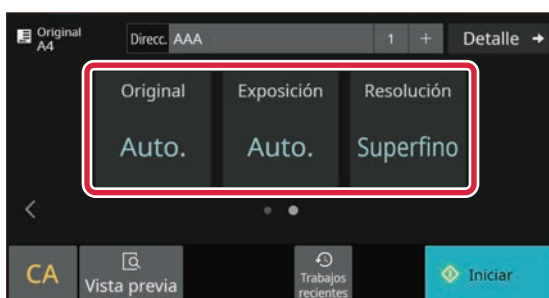 Original
A4
Direcc. AAA 1 + Detalle
Original Exposición Resolución
Auto. Auto. Superfino
CA
Vista previa
Trabajos
recientes
Iniciar